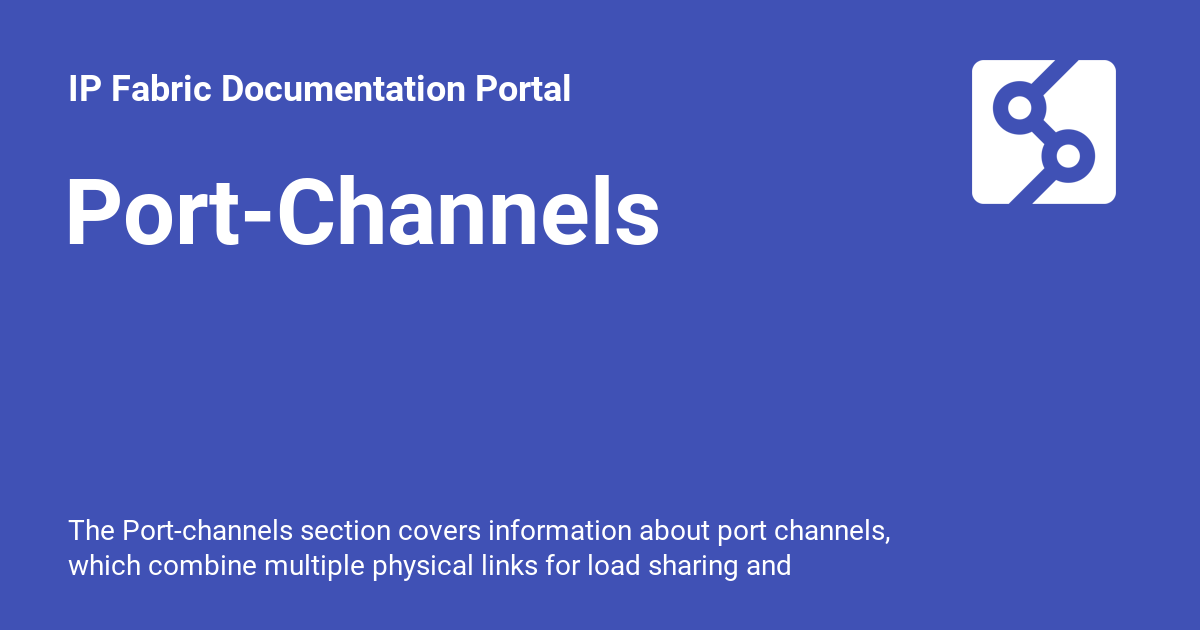 IP Fabric Documentation Portal
Port-Channels
The Port-channels section covers information about port channels,
which combine multiple physical links for load sharing and